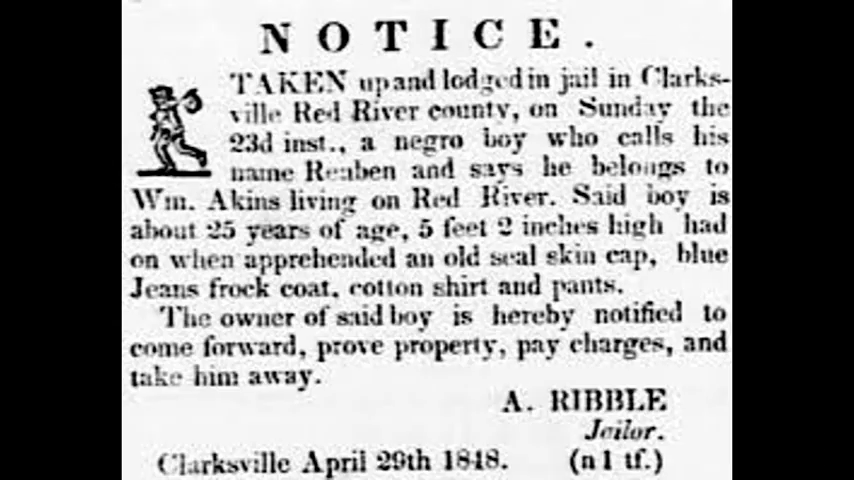 NOTICE.
TAKEN up and lodged in jail in Clarks-
ville Red River county, on Sunday the
23d inst., a negro boy who calls his
name Reuben and says he belongs to
Wm. Akins living on Red River. Said boy is
about 25 years of age, 5 feet 2 inches high had
on when apprehended an old seal skin cap, blue
Jeans frock coat, cotton shirt and pants.
The owner of said boy is hereby notified to
come forward, prove property, pay charges, and
take him away.
A. RIBBLE
Jailor.
Clarksville April 29th 1848. (n 1 tf.)